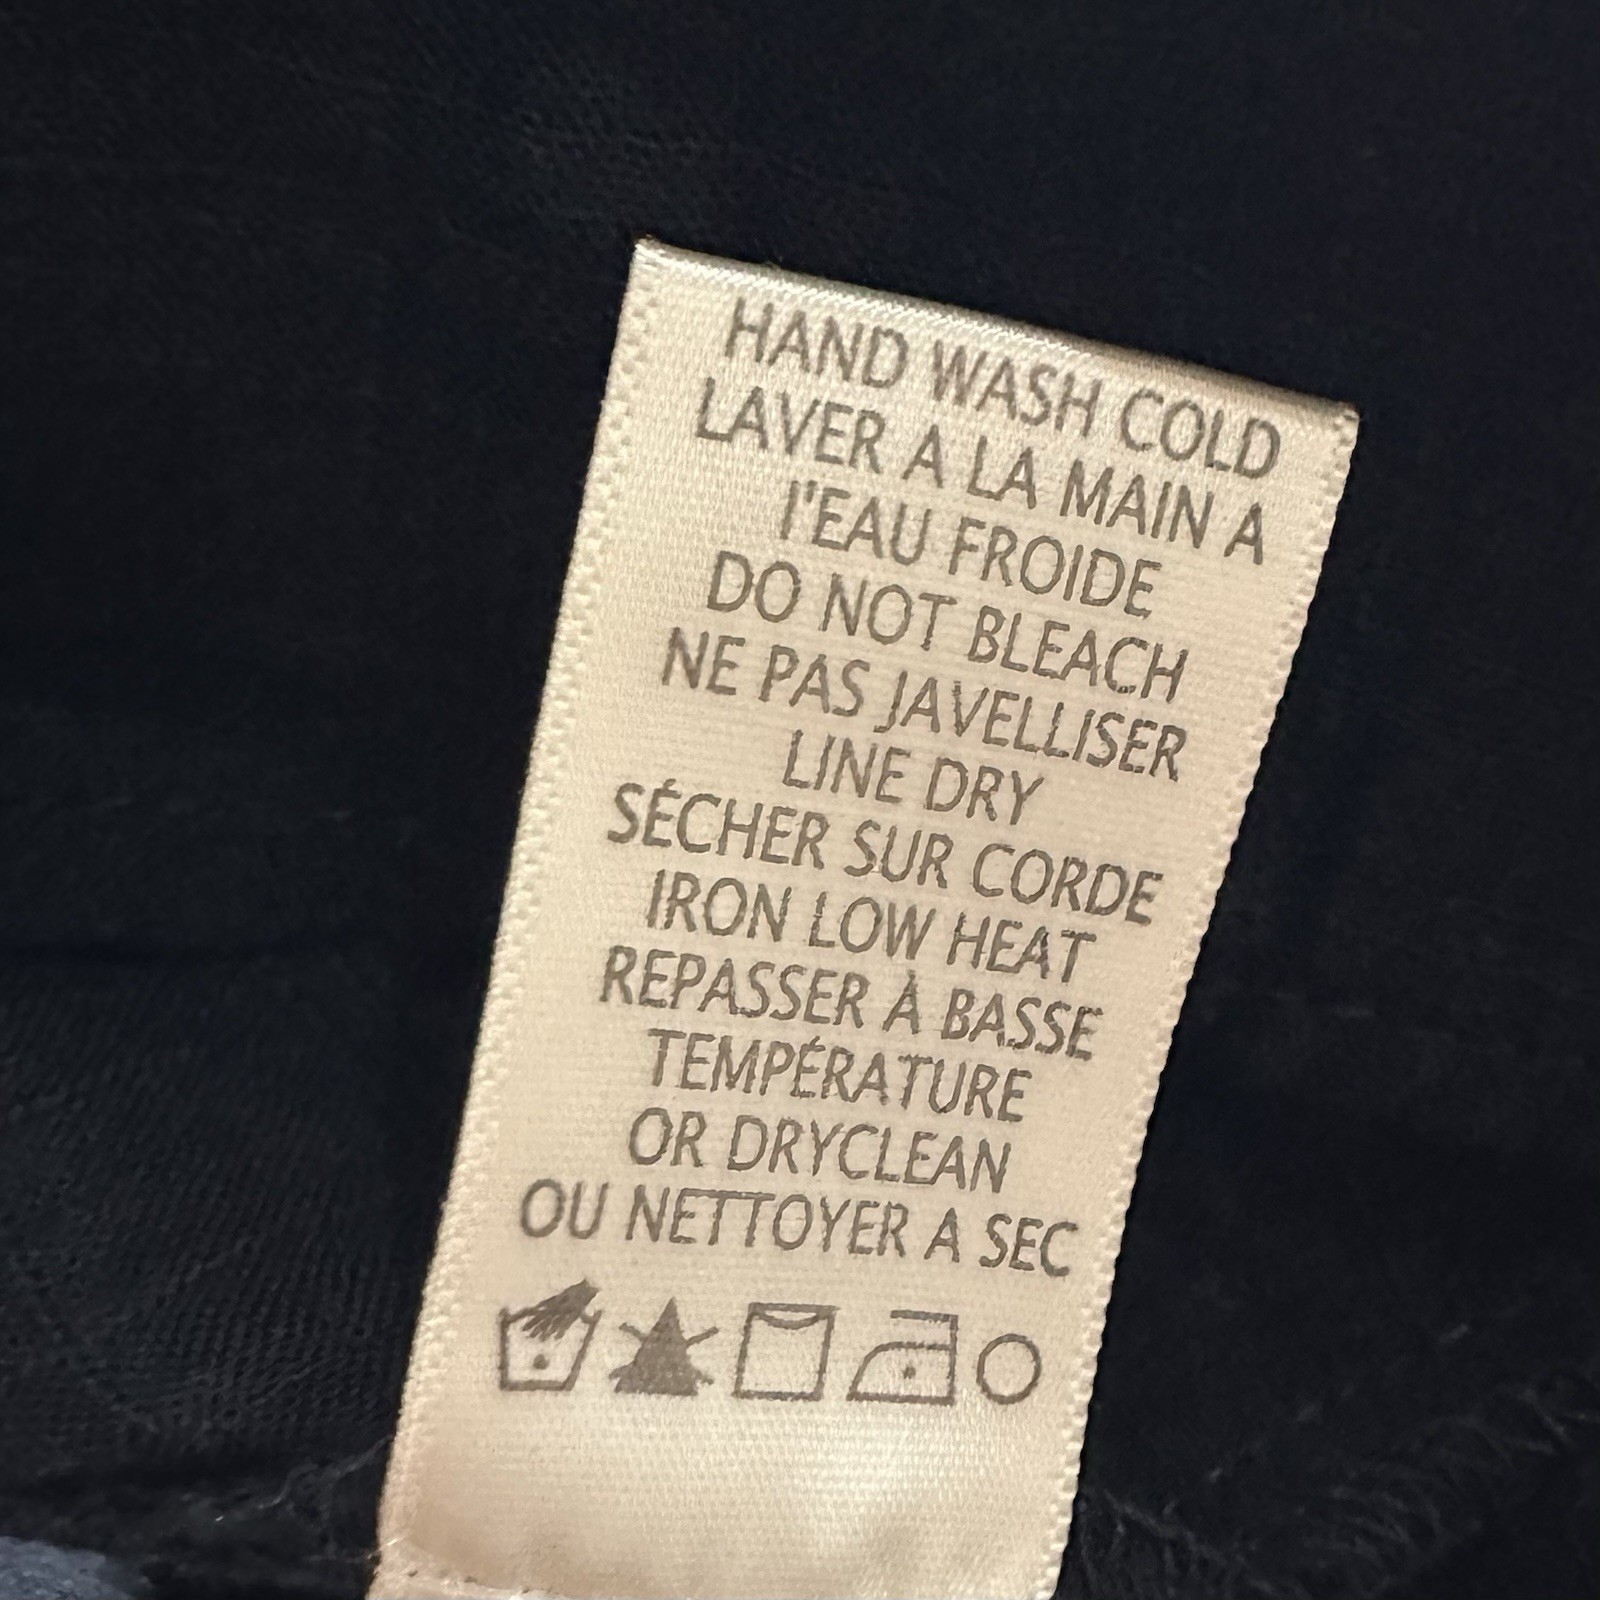 HAND WASH COLD
LAVER A LA MAIN A
l'EAU FROIDE
DO NOT BLEACH
NE PAS JAVELLISER
LINE DRY
SÉCHER SUR CORDE
IRON LOW HEAT
REPASSER À BASSE
TEMPÉRATURE
OR DRYCLEAN
OU NETTOYER A SEC